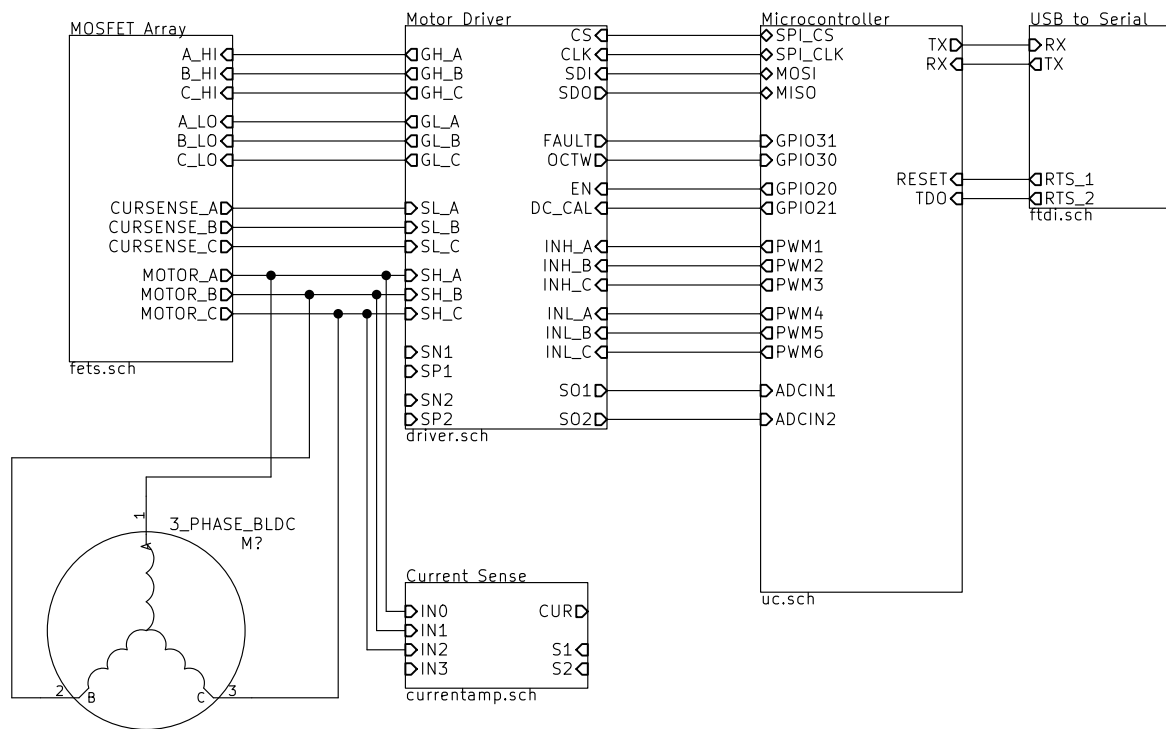 MOSFET Array
A_HI
B_HI
C_HI
A_LO
B_LO
C_LO
CURSENSE_A
CURSENSE_B
CURSENSE_C
MOTOR_A
MOTOR_B
MOTOR_C
fets.sch
Motor Driver
GH_A
GH_B
GH_C
GL_A
GL_B
GL_C
SL_A
SL_B
SL_C
SH_A
SH_B
SH_C
SN1
SP1
SN2
SP2
CS
CLK
SDI
SDO
FAULT
OCTW
EN
DC_CAL
INH_A
INH_B
INH_C
INL_A
INL_B
INL_C
SO1
SO2
driver.sch
Microcontroller
SPI_CS
SPI_CLK
MOSI
MISO
GPIO31
GPIO30
GPIO20
GPIO21
PWM1
PWM2
PWM3
PWM4
PWM5
PWM6
ADCIN1
ADCIN2
TX
RX
RESET
TDO
uc.sch
USB to Serial
RX
TX
RTS_1
RTS_2
ftdi.sch
3_PHASE_BLDC
M?
1
A
2
B
C
3
Current Sense
IN0
IN1
IN2
IN3
CUR
S1
S2
currentamp.sch